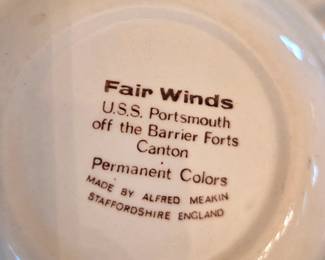 Fair Winds
U.S.S. Portsmouth
off the Barrier Forts
Canton
Permanent Colors
MADE BY ALFRED MEAKIN
STAFFORDSHIRE ENGLAND